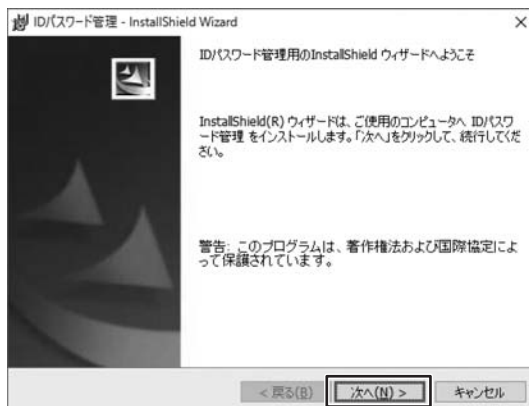 IDパスワード管理 - InstallShield Wizard
IDパスワード管理用のInstallShield ウィザードへようこそ
InstallShield(R) ウィザードは、ご使用のコンピュータへ IDパスワ
ード管理 をインストールします。「次へ」をクリックして、続行してくだ
さい。
警告: このプログラムは、著作権法および国際協定によ
って保護されています。
< 戻る(B)
次へ(N) >
キャンセル